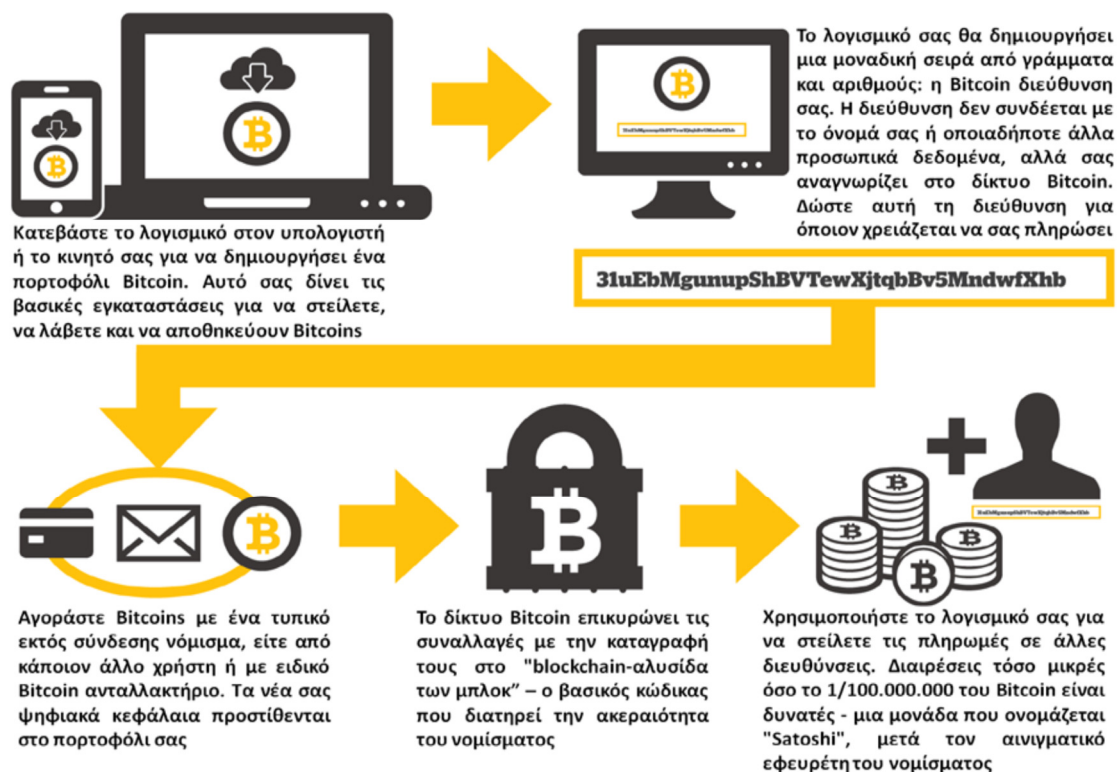 Κατεβάστε το λογισμικό στον υπολογιστή
ή το κινητό σας για να δημιουργήσει ένα
πορτοφόλι Bitcoin. Αυτό σας δίνει τις
βασικές εγκαταστάσεις για να στείλετε,
να λάβετε και να αποθηκεύουν Bitcoins
31uEbMgunupShBVTewXjtqbBv5MndwfXhb
Το λογισμικό σας θα δημιουργήσει
μια μοναδική σειρά από γράμματα
και αριθμούς: η Bitcoin διεύθυνση
σας. Η διεύθυνση δεν συνδέεται με
το όνομά σας ή οποιαδήποτε άλλα
προσωπικά δεδομένα, αλλά σας
αναγνωρίζει στο δίκτυο Bitcoin.
Δώστε αυτή τη διεύθυνση για
όποιον χρειάζεται να σας πληρώσει
31uEbMgunupShBVTewXjtqbBv5MndwfXhb
Αγοράστε Bitcoins με ένα τυπικό
εκτός σύνδεσης νόμισμα, είτε από
κάποιον άλλο χρήστη ή με ειδικό
Bitcoin ανταλλακτήριο. Τα νέα σας
ψηφιακά κεφάλαια προστίθενται
στο πορτοφόλι σας
Το δίκτυο Bitcoin επικυρώνει τις
συναλλαγές με την καταγραφή
τους στο "blockchain-αλυσίδα
των μπλοκ” – ο βασικός κώδικας
που διατηρεί την ακεραιότητα
του νομίσματος
31uEbMgunupShBVTewXjtqbBv5MndwfXhb
Χρησιμοποιήστε το λογισμικό σας για
να στείλετε τις πληρωμές σε άλλες
διευθύνσεις. Διαιρέσεις τόσο μικρές
όσο το 1/100.000.000 του Bitcoin είναι
δυνατές - μια μονάδα που ονομάζεται
"Satoshi", μετά τον αινιγματικό
εφευρέτη του νομίσματος